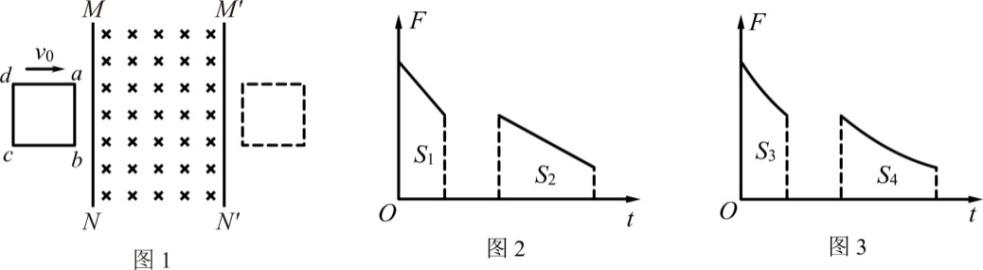 M M'
v₀
d a
c b
N N'
图1
F
S₁
S₂
O t
图2
F
S₃
S₄
O t
图3